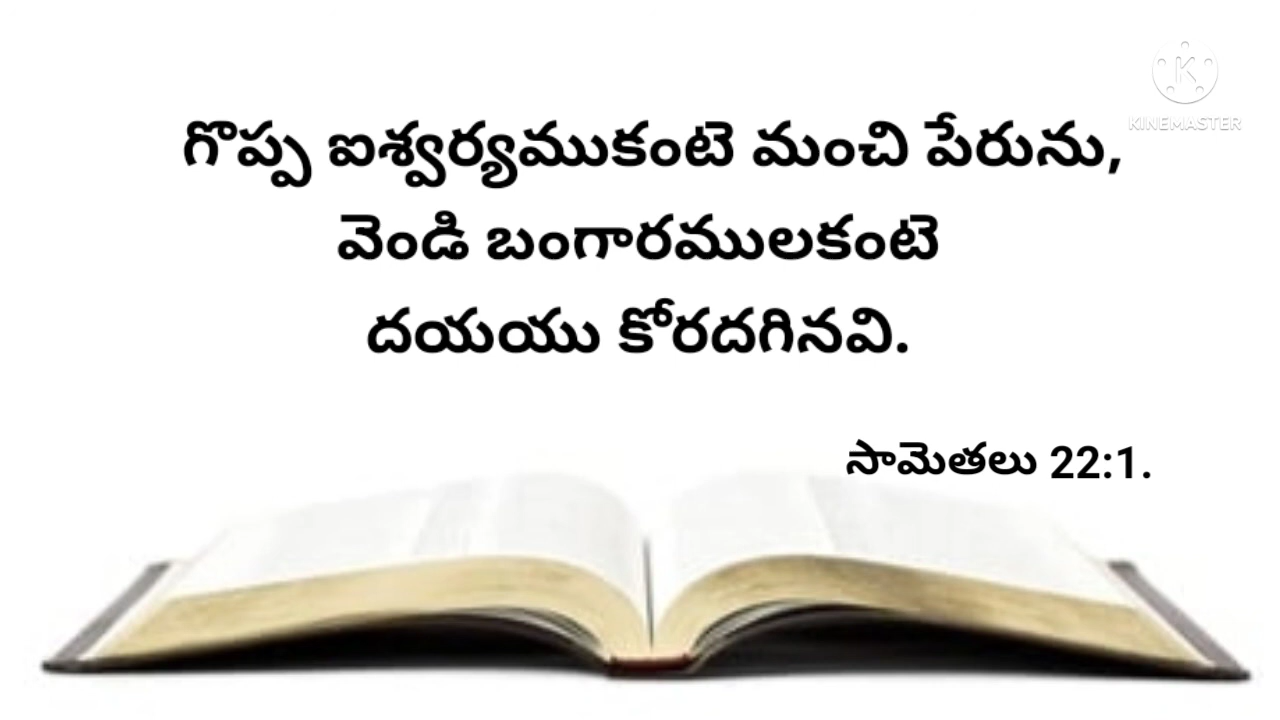 KINEMASTER
గొప్ప ఐశ్వర్యముకంటె మంచి పేరును,
వెండి బంగారములకంటె
దయయు కోరదగినవి.
సామెతలు 22:1.